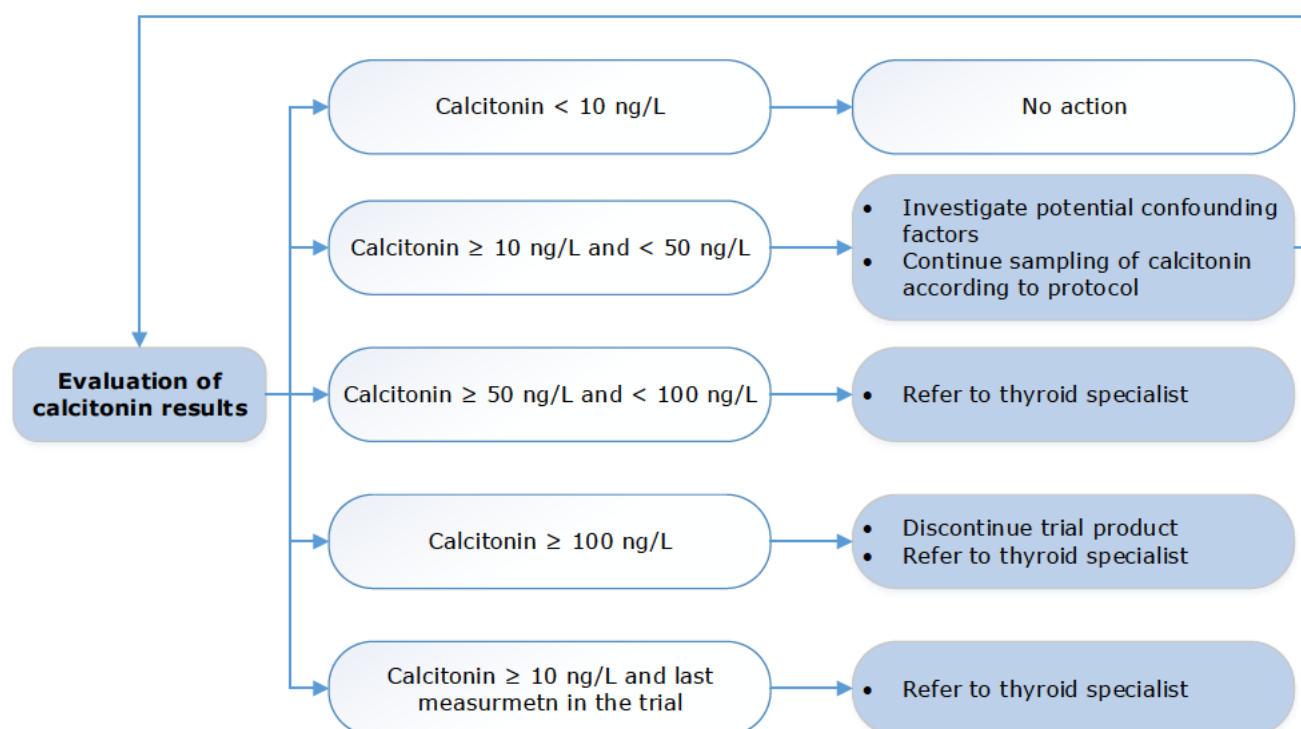 Calcitonin < 10 ng/L
No action
Calcitonin ≥ 10 ng/L and < 50 ng/L
• Investigate potential confounding
factors
• Continue sampling of calcitonin
according to protocol
Evaluation of
calcitonin results
Calcitonin ≥ 50 ng/L and < 100 ng/L
• Refer to thyroid specialist
Calcitonin ≥ 100 ng/L
• Discontinue trial product
• Refer to thyroid specialist
Calcitonin ≥ 10 ng/L and last
measurmetn in the trial
• Refer to thyroid specialist